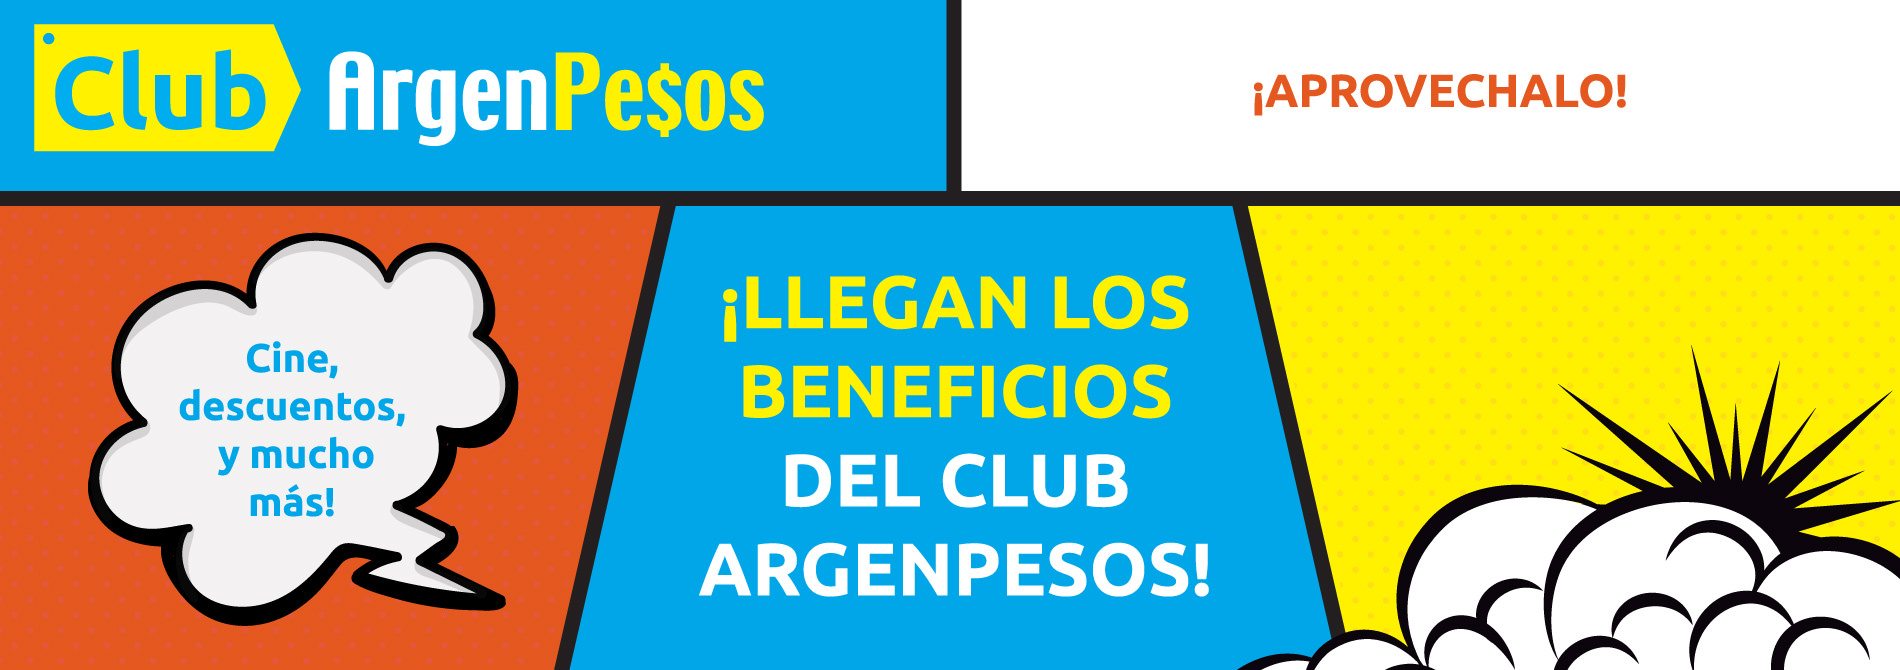 Club ArgenPe$os
¡APROVECHALO!
Cine,
descuentos,
y mucho
más!
¡LLEGAN LOS
BENEFICIOS
DEL CLUB
ARGENPESOS!